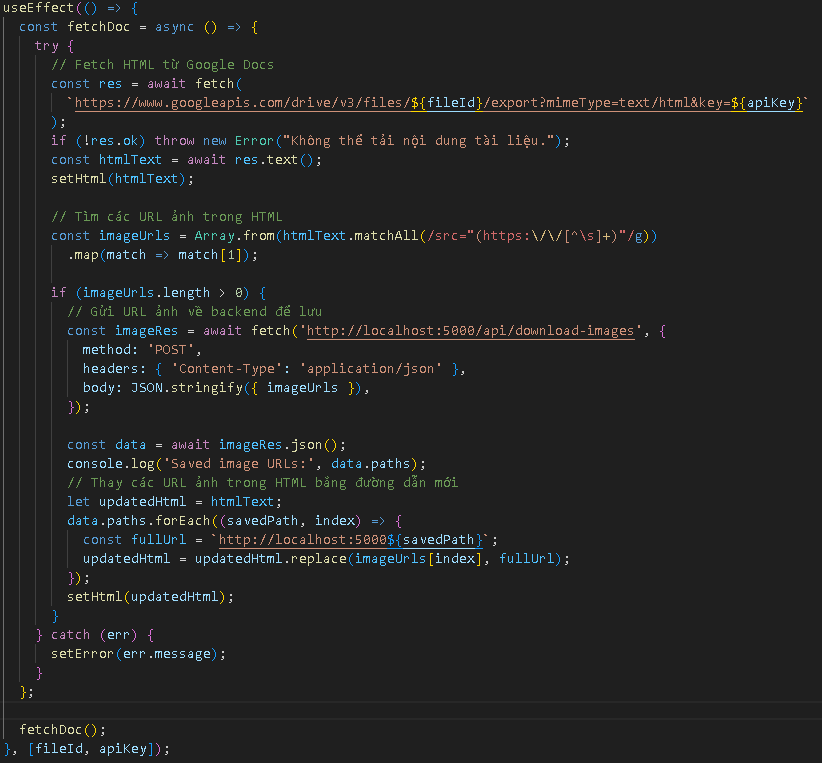 useEffect(() => {
  const fetchDoc = async () => {
    try {
      // Fetch HTML từ Google Docs
      const res = await fetch(
        `https://www.googleapis.com/drive/v3/files/${fileId}/export?mimeType=text/html&key=${apiKey}`
      );
      if (!res.ok) throw new Error("Không thể tải nội dung tài liệu.");
      const htmlText = await res.text();
      setHtml(htmlText);

      // Tìm các URL ảnh trong HTML
      const imageUrls = Array.from(htmlText.matchAll(/src="(https:\/\/[^\s]+)"/g))
        .map(match => match[1]);

      if (imageUrls.length > 0) {
        // Gửi URL ảnh về backend để lưu
        const imageRes = await fetch('http://localhost:5000/api/download-images', {
          method: 'POST',
          headers: { 'Content-Type': 'application/json' },
          body: JSON.stringify({ imageUrls }),
        });

        const data = await imageRes.json();
        console.log('Saved image URLs:', data.paths);
        // Thay các URL ảnh trong HTML bằng đường dẫn mới
        let updatedHtml = htmlText;
        data.paths.forEach((savedPath, index) => {
          const fullUrl = `http://localhost:5000${savedPath}`;
          updatedHtml = updatedHtml.replace(imageUrls[index], fullUrl);
        });
        setHtml(updatedHtml);
      }
    } catch (err) {
      setError(err.message);
    }
  };

  fetchDoc();
}, [fileId, apiKey]);